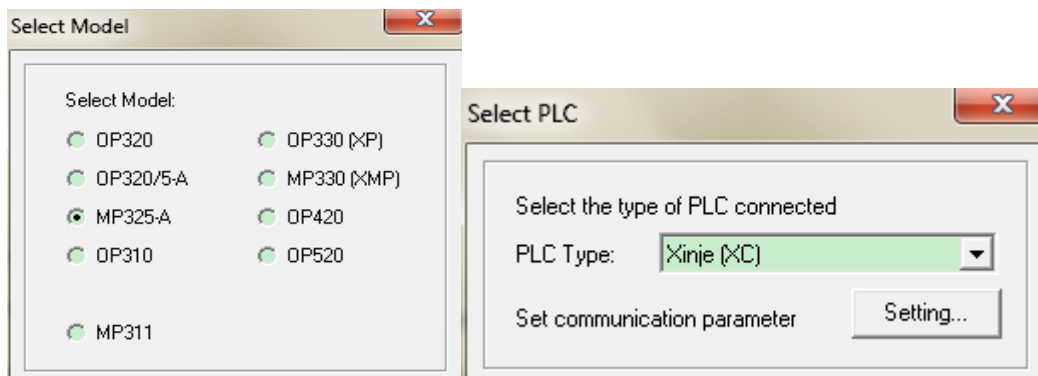 Select Model
Select Model:
OP320
OP330 (XP)
OP320/5-A
MP330 (XMP)
MP325-A
OP420
OP310
OP520
MP311
Select PLC
Select the type of PLC connected
PLC Type:
Xinje (XC)
Set communication parameter
Setting...